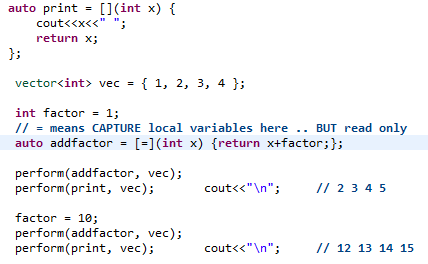 auto print = [](int x) {
    cout<<x<<" ";
    return x;
};
vector<int> vec = { 1, 2, 3, 4 };
int factor = 1;
// = means CAPTURE local variables here .. BUT read only
auto addfactor = [=](int x) {return x+factor;};
perform(addfactor, vec);
perform(print, vec);       cout<<"\n";     // 2 3 4 5
factor = 10;
perform(addfactor, vec);
perform(print, vec);       cout<<"\n";     // 12 13 14 15